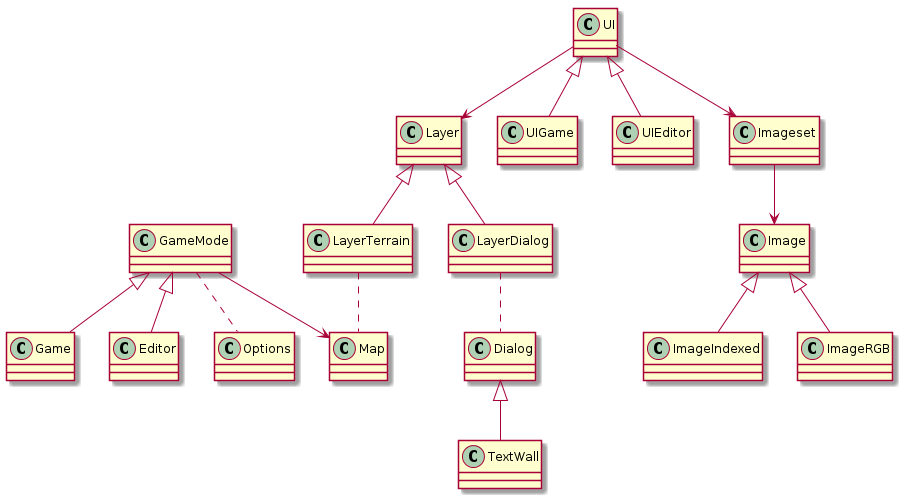 C UI
C Layer
C UIGame
C UIEditor
C Imageset
C GameMode
C LayerTerrain
C LayerDialog
C Image
C Game
C Editor
C Options
C Map
C Dialog
C ImageIndexed
C ImageRGB
C TextWall